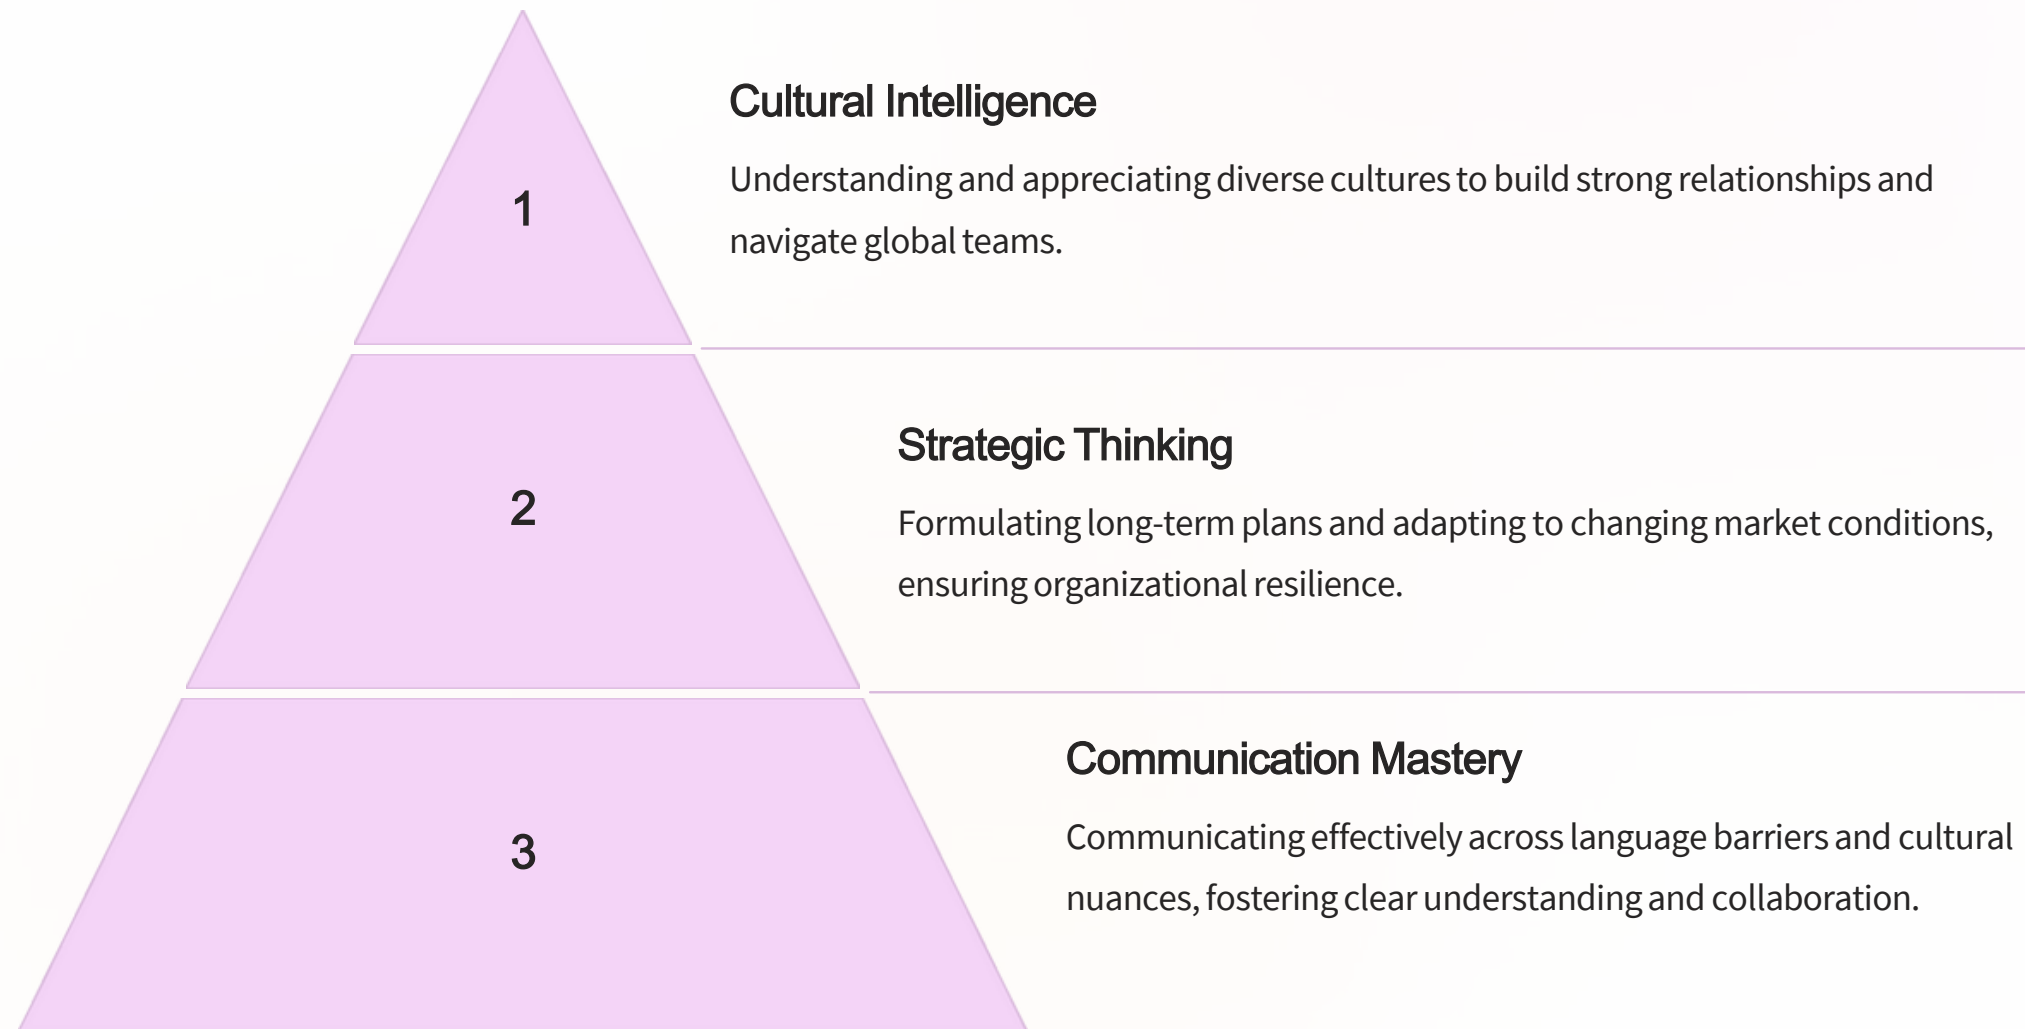 1
Cultural Intelligence
Understanding and appreciating diverse cultures to build strong relationships and
navigate global teams.
2
Strategic Thinking
Formulating long-term plans and adapting to changing market conditions,
ensuring organizational resilience.
3
Communication Mastery
Communicating effectively across language barriers and cultural
nuances, fostering clear understanding and collaboration.